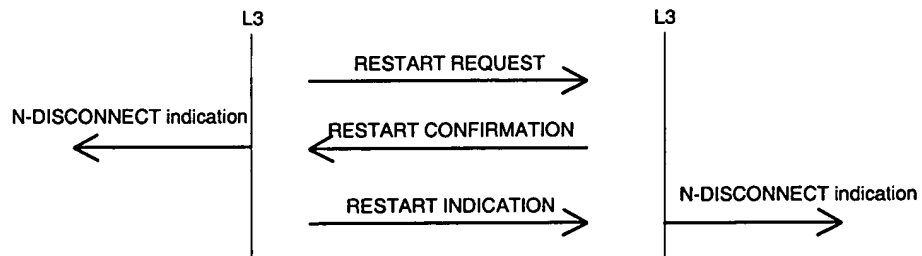 L3
L3
RESTART REQUEST
N-DISCONNECT indication
RESTART CONFIRMATION
RESTART INDICATION
N-DISCONNECT indication